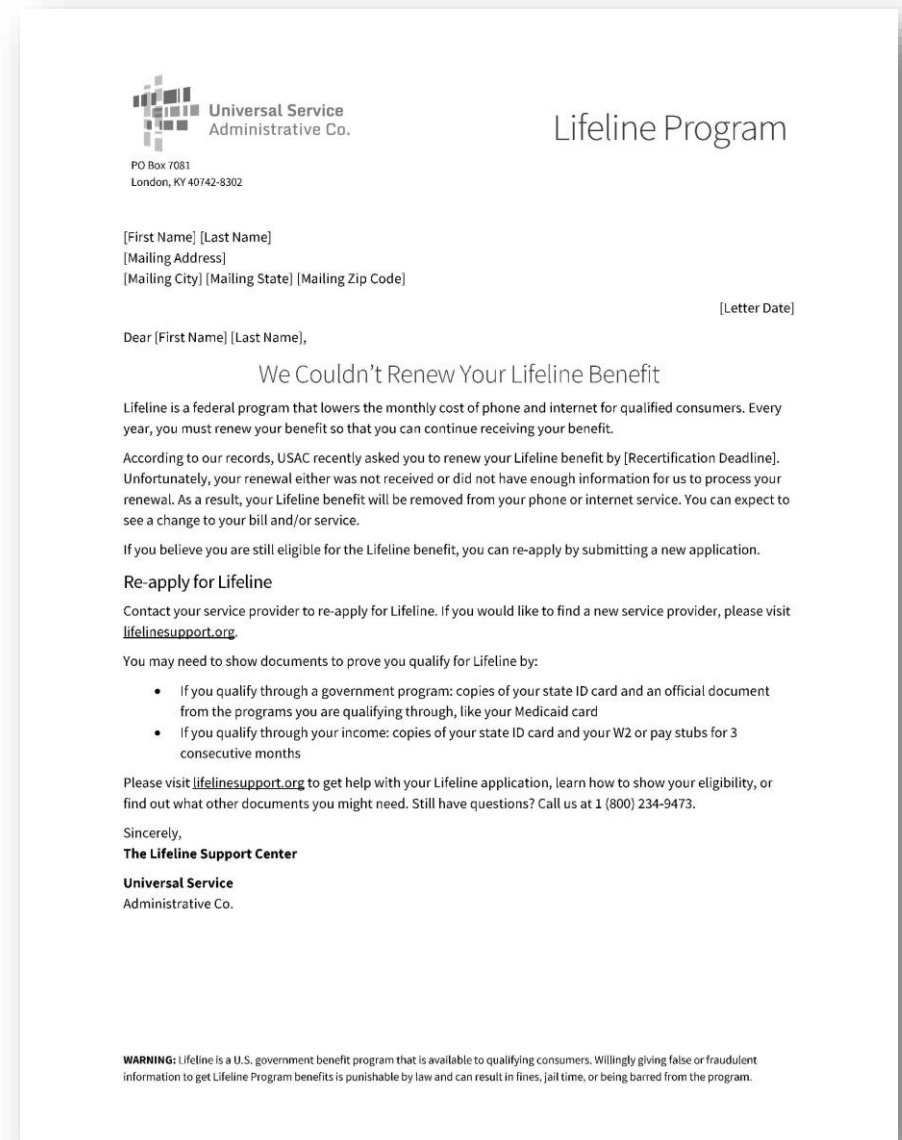 Universal Service
Administrative Co.
Lifeline Program
PO Box 7081
London, KY 40742-8302
[First Name] [Last Name]
[Mailing Address]
[Mailing City] [Mailing State] [Mailing Zip Code]
[Letter Date]
Dear [First Name] [Last Name],
We Couldn't Renew Your Lifeline Benefit
Lifeline is a federal program that lowers the monthly cost of phone and internet for qualified consumers. Every
year, you must renew your benefit so that you can continue receiving your benefit.
According to our records, USAC recently asked you to renew your Lifeline benefit by [Recertification Deadline].
Unfortunately, your renewal either was not received or did not have enough information for us to process your
renewal. As a result, your Lifeline benefit will be removed from your phone or internet service. You can expect to
see a change to your bill and/or service.
If you believe you are still eligible for the Lifeline benefit, you can re-apply by submitting a new application.
Re-apply for Lifeline
Contact your service provider to re-apply for Lifeline. If you would like to find a new service provider, please visit
lifelinesupport.org.
You may need to show documents to prove you qualify for Lifeline by:
• If you qualify through a government program: copies of your state ID card and an official document
from the programs you are qualifying through, like your Medicaid card
• If you qualify through your income: copies of your state ID card and your W2 or pay stubs for 3
consecutive months
Please visit lifelinesupport.org to get help with your Lifeline application, learn how to show your eligibility, or
find out what other documents you might need. Still have questions? Call us at 1 (800) 234-9473.
Sincerely,
The Lifeline Support Center
Universal Service
Administrative Co.
WARNING: Lifeline is a U.S. government benefit program that is available to qualifying consumers. Willingly giving false or fraudulent
information to get Lifeline Program benefits is punishable by law and can result in fines, jail time, or being barred from the program.